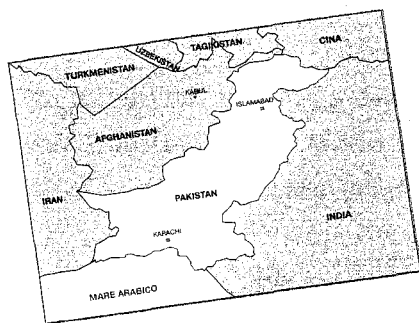 TURKMENISTAN
UZBEKISTAN
TAGIKISTAN
CINA
KABUL
ISLAMABAD
AFGHANISTAN
IRAN
PAKISTAN
INDIA
KARACHI
MARE ARABICO